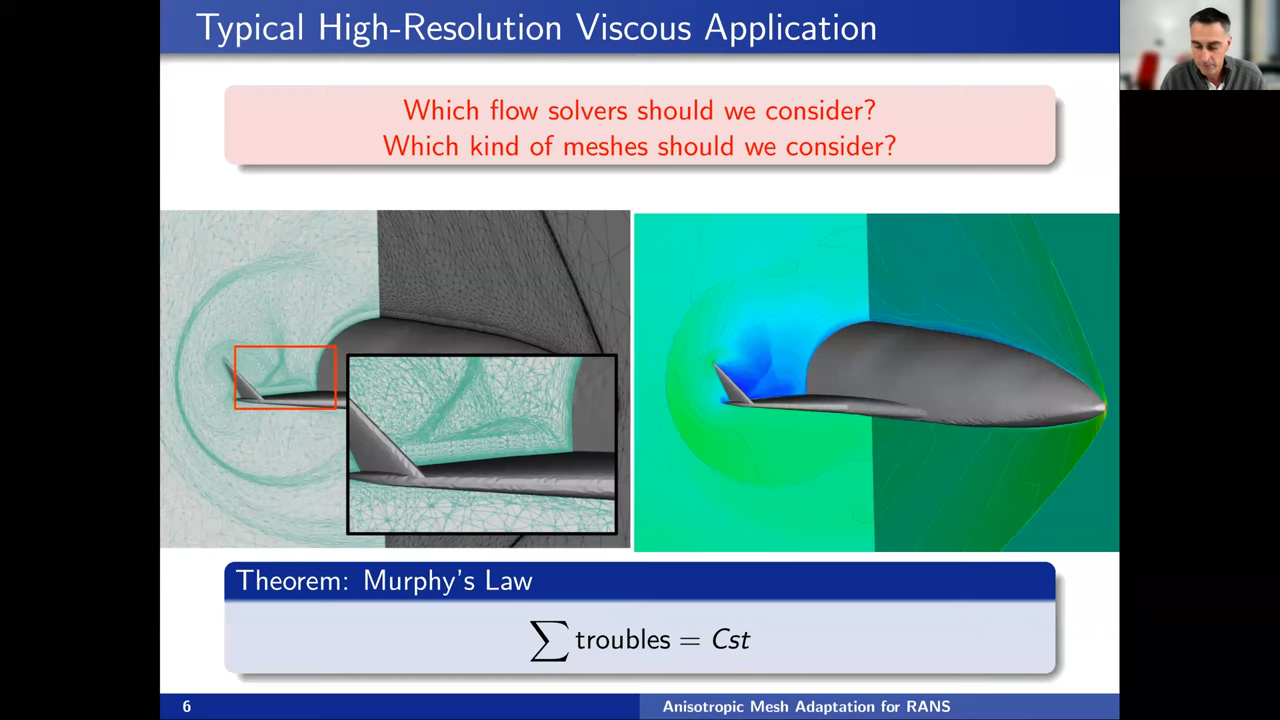 Typical High-Resolution Viscous Application
Which flow solvers should we consider?
Which kind of meshes should we consider?
Theorem: Murphy's Law
∑ troubles = Cst
6
Anisotropic Mesh Adaptation for RANS